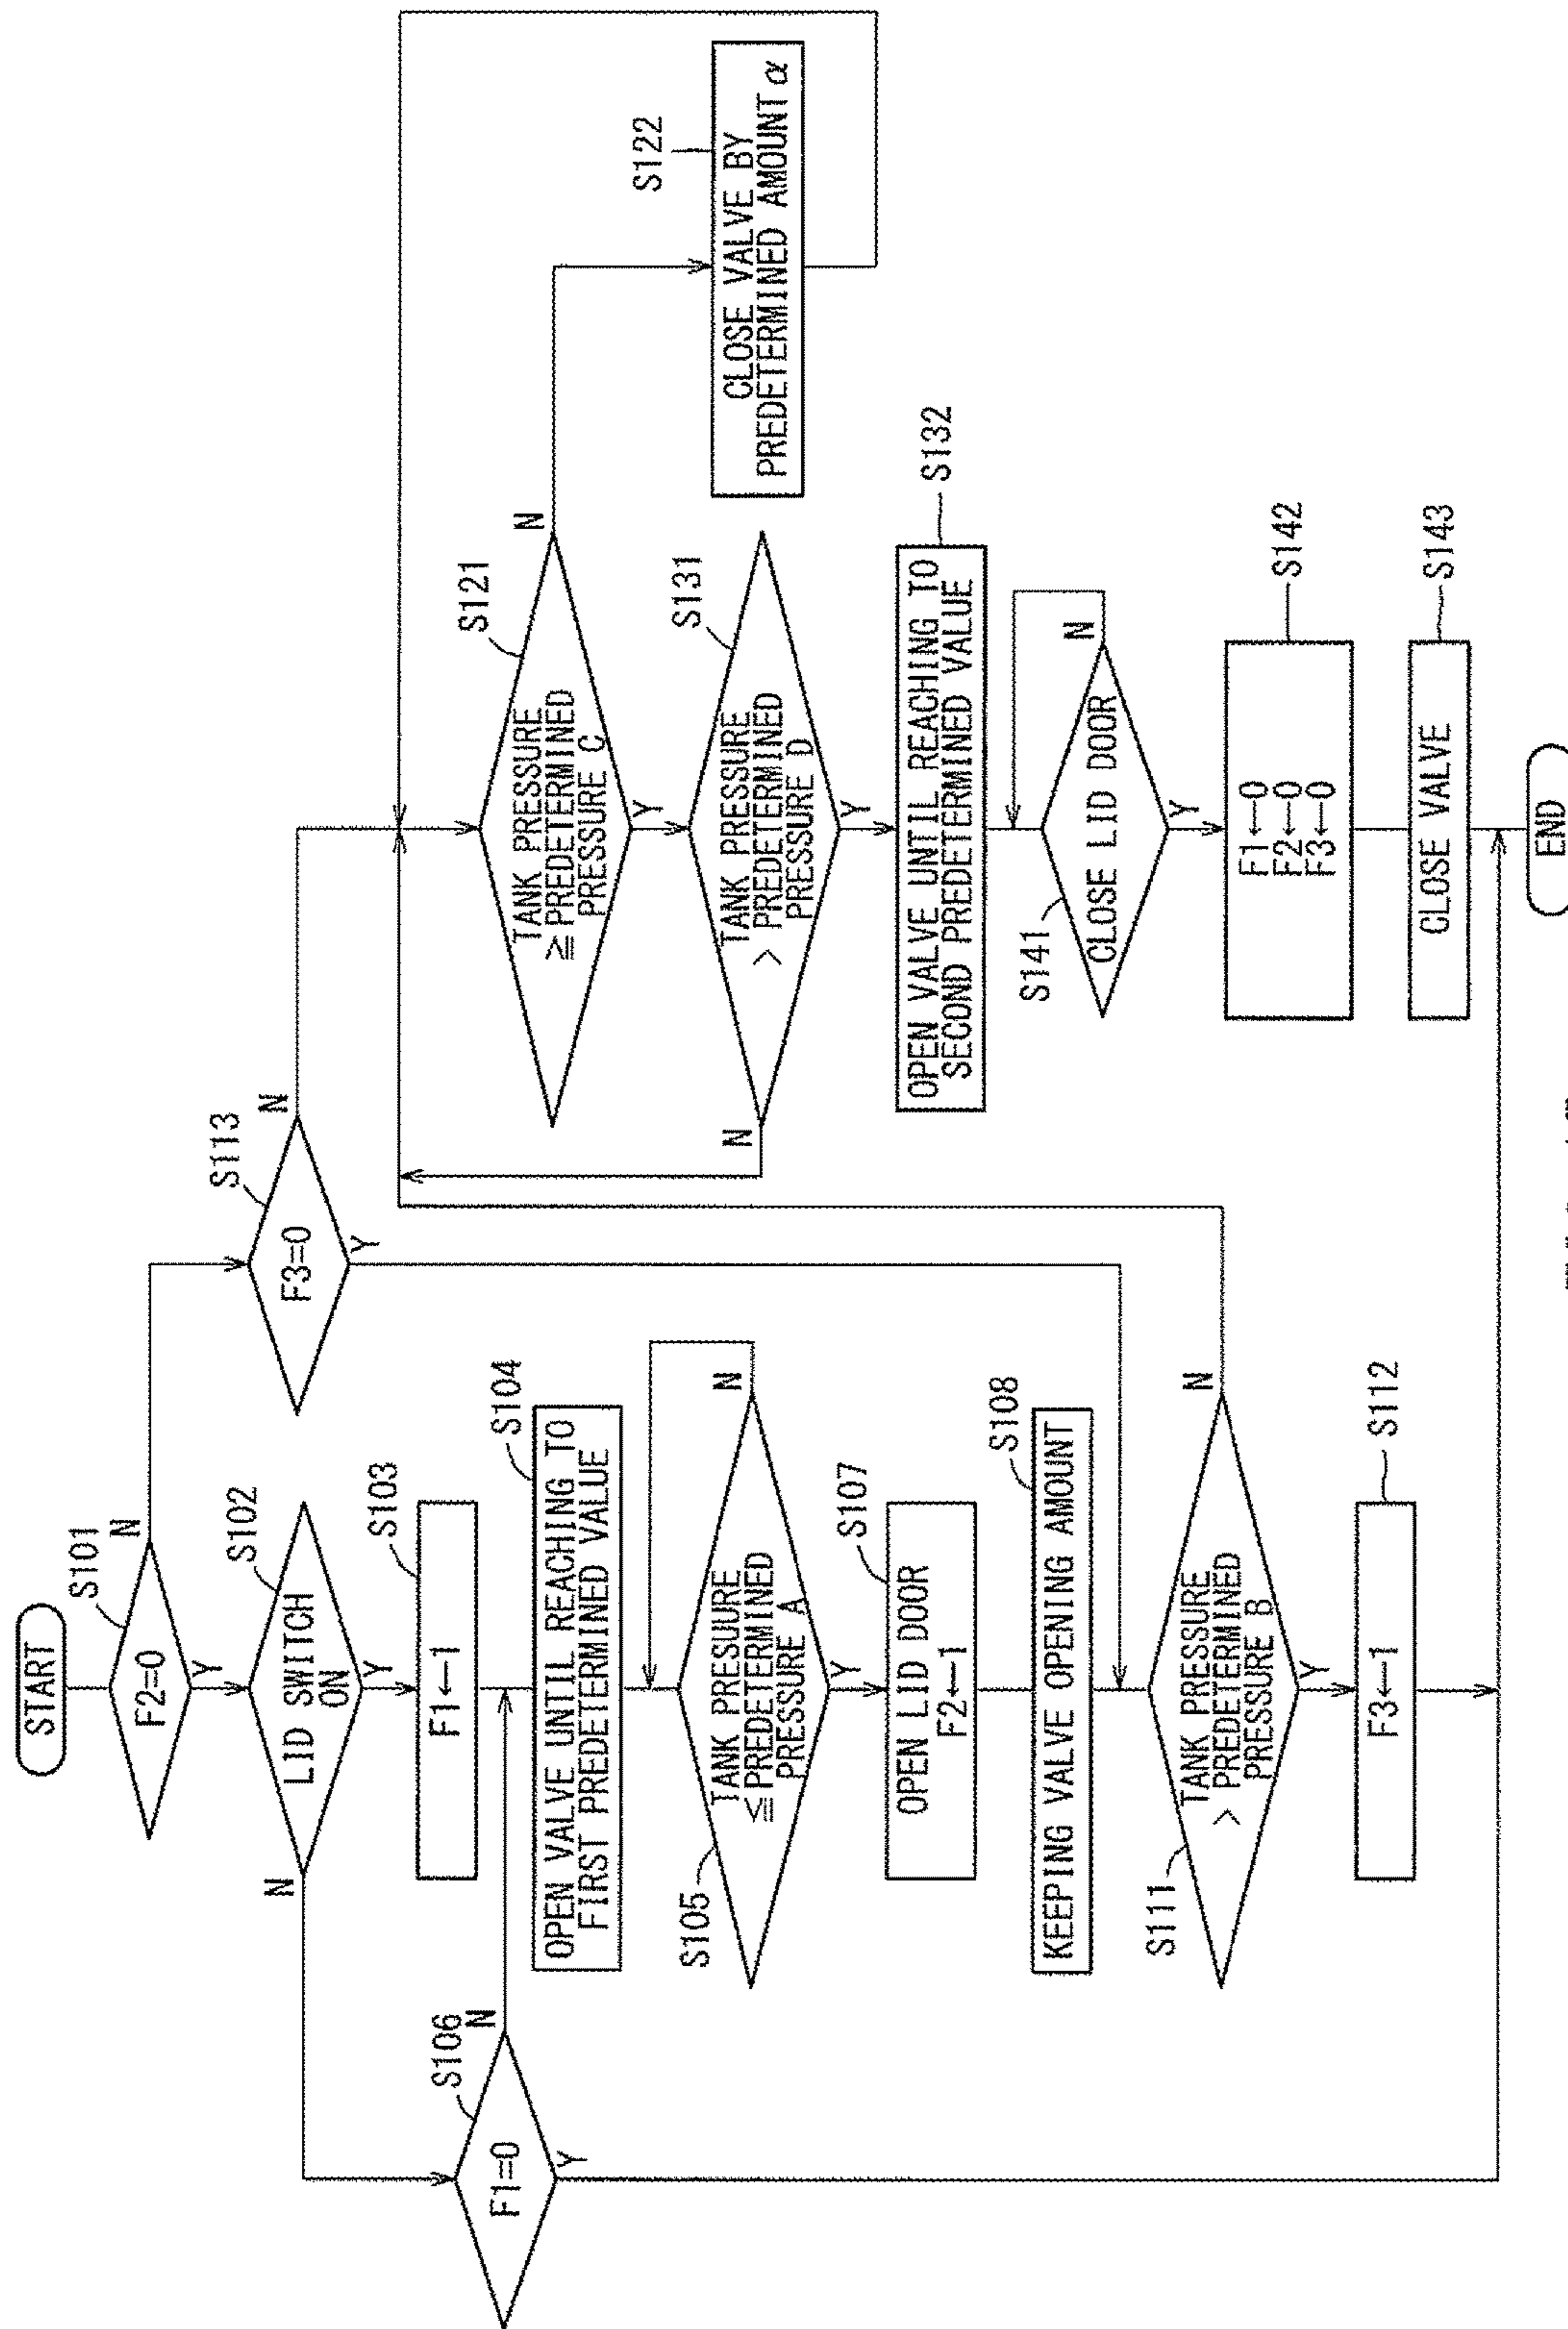 START
S101
F2=0
N
Y
S102
LID SWITCH
ON
N
Y
S103
F1←1
S104
OPEN VALVE UNTIL REACHING TO
FIRST PREDETERMINED VALUE
S106
F1=0
N
Y
S105
TANK PRESUURE
≦PREDETERMINED
PRESSURE A
N
Y
S107
OPEN LID DOOR
F2←1
S108
KEEPING VALVE OPENING AMOUNT
S111
TANK PRESSURE
> PREDETERMINED
PRESSURE B
N
Y
S112
F3←1
S113
F3=0
N
Y
S121
TANK PRESSURE
≧PREDETERMINED
PRESSURE C
N
Y
S122
CLOSE VALVE BY
PREDETERMINED AMOUNT α
S131
TANK PRESSURE
> PREDETERMINED
PRESSURE D
N
Y
S132
OPEN VALVE UNTIL REACHING TO
SECOND PREDETERMINED VALUE
S141
CLOSE LID DOOR
N
Y
S142
F1←0
F2←0
F3←0
S143
CLOSE VALVE
END